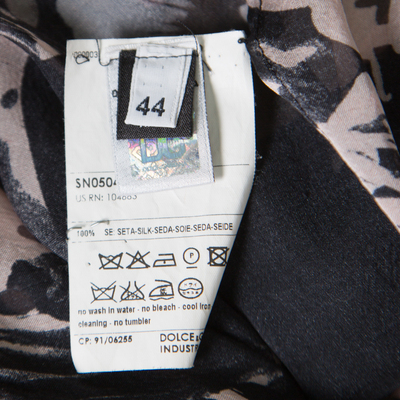 44
SN0504
US RN: 104683
100% SE: SETA-SILK-SEDA-SOIE-SEDA-SEIDE
P
no wash in water - no bleach - cool iron
cleaning - no tumbler
CP: 91/06255 DOLCE&G
INDUSTR